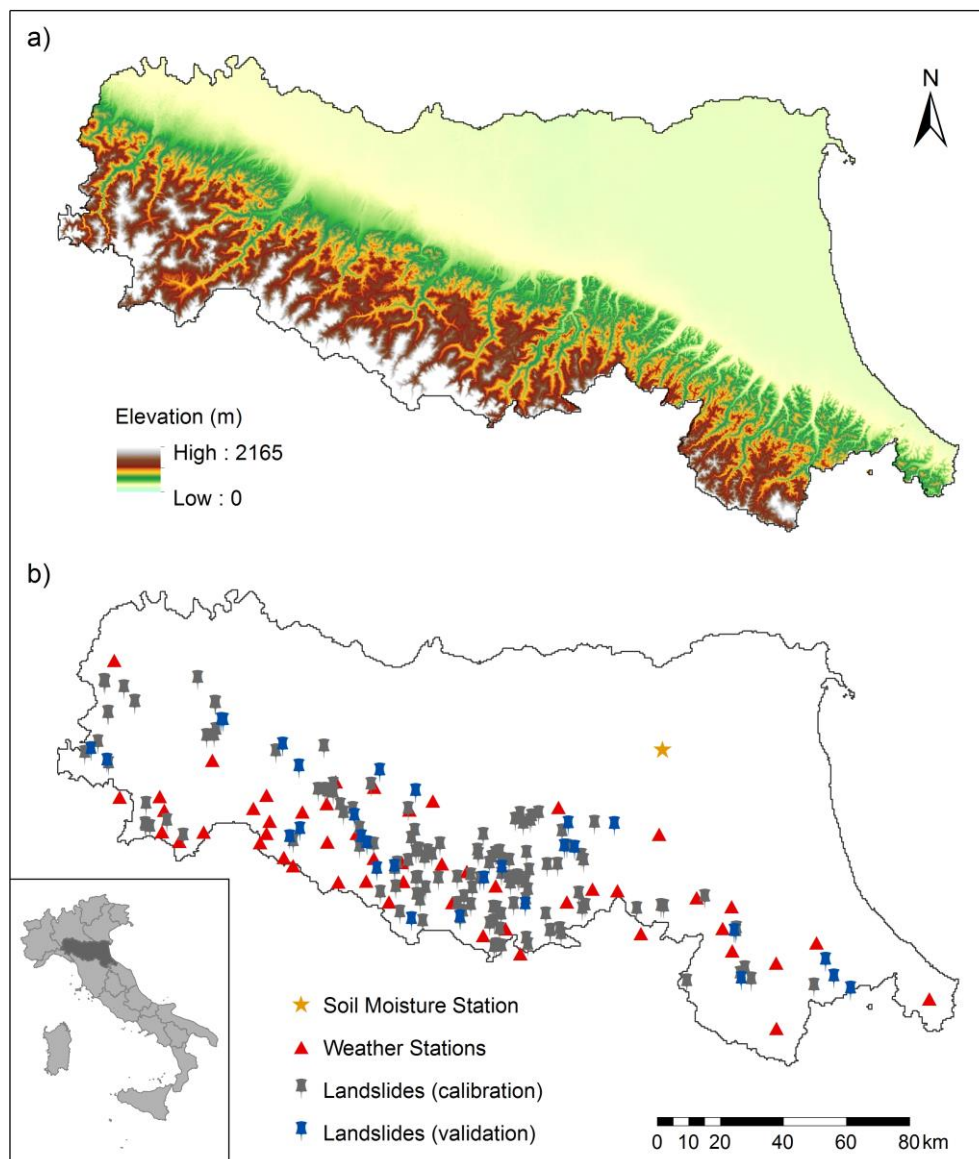 a)
N
Elevation (m)
High : 2165
Low : 0
b)
Soil Moisture Station
Weather Stations
Landslides (calibration)
Landslides (validation)
0 10 20 40 60 80 km